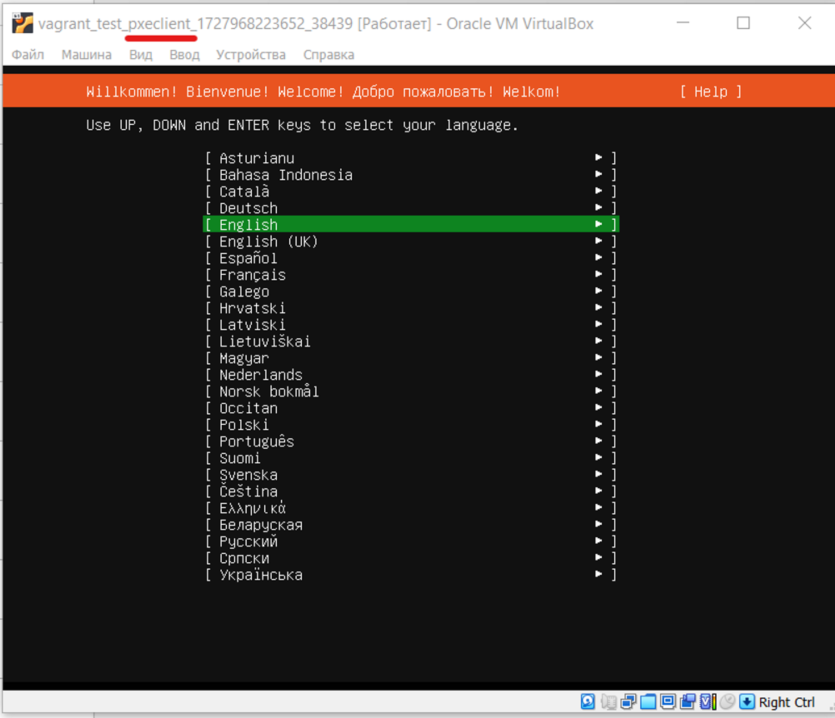 vagrant_test_pxeclient_1727968223652_38439 [Работает] - Oracle VM VirtualBox
Файл Машина Вид Ввод Устройства Справка
Willkommen! Bienvenue! Welcome! Добро пожаловать! Welkom! [ Help ]
Use UP, DOWN and ENTER keys to select your language.
[ Asturianu ► ]
[ Bahasa Indonesia ► ]
[ Català ► ]
[ Deutsch ► ]
[ English ► ]
[ English (UK) ► ]
[ Español ► ]
[ Français ► ]
[ Galego ► ]
[ Hrvatski ► ]
[ Latviski ► ]
[ Lietuviškai ► ]
[ Magyar ► ]
[ Nederlands ► ]
[ Norsk bokmål ► ]
[ Occitan ► ]
[ Polski ► ]
[ Português ► ]
[ Suomi ► ]
[ Svenska ► ]
[ Čeština ► ]
[ Ελληνικά ► ]
[ Беларуская ► ]
[ Русский ► ]
[ Српски ► ]
[ Українська ► ]
Right Ctrl